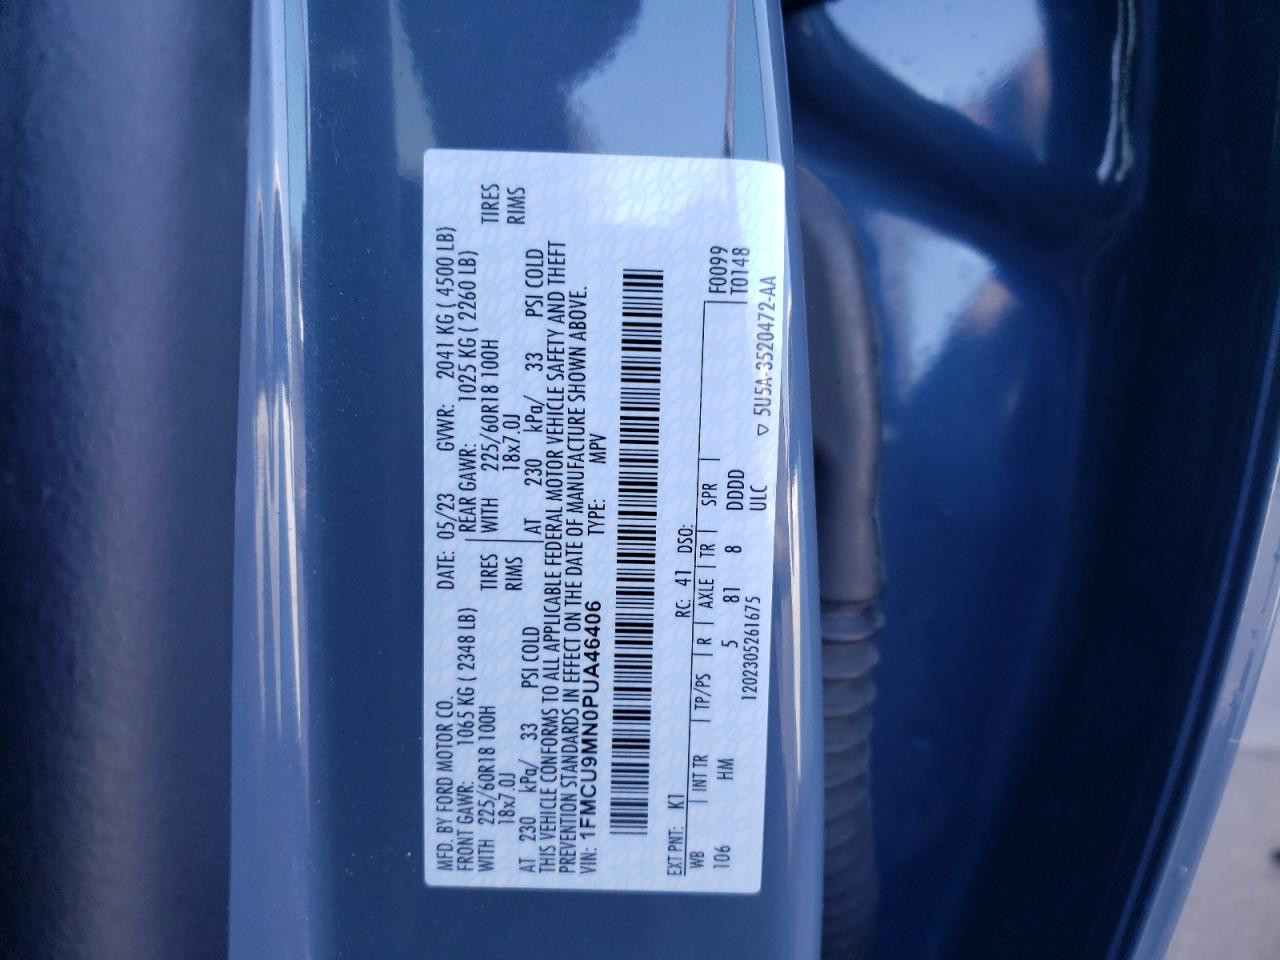 MFD. BY FORD MOTOR CO. DATE: 05/23 GVWR: 2041 KG ( 4500 LB)
FRONT GAWR: 1065 KG ( 2348 LB) REAR GAWR: 1025 KG ( 2260 LB)
WITH 225/60R18 100H TIRES WITH 225/60R18 100H TIRES
18x7.0J RIMS 18x7.0J RIMS
AT 230 kPa/ 33 PSI COLD AT 230 kPa/ 33 PSI COLD
THIS VEHICLE CONFORMS TO ALL APPLICABLE FEDERAL MOTOR VEHICLE SAFETY AND THEFT
PREVENTION STANDARDS IN EFFECT ON THE DATE OF MANUFACTURE SHOWN ABOVE.
VIN: 1FMCU9MN0PUA46406 TYPE: MPV
EXT PNT: K1 RC: 41 DSO:
WB INT TR TP/PS R AXLE TR SPR F0099
106 HM 5 81 8 DDDD T0148
1202305261675 ULC ▽ 5U5A-3520472-AA